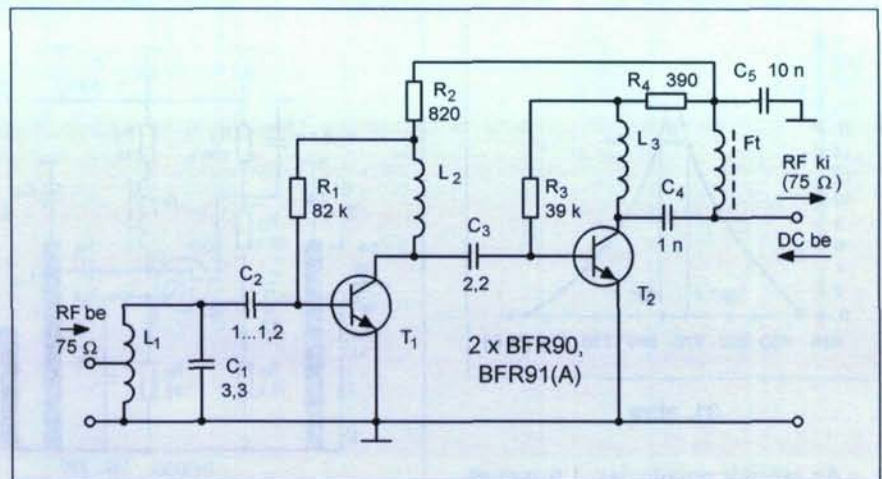 RF be
75 Ω
L1
C1
3,3
C2
1...1,2
R1
82 k
R2
820
L2
T1
C3
2,2
R3
39 k
L3
R4 390
C5 10 n
Ft
C4
1 n
T2
RF ki
(75 Ω)
DC be
2 x BFR90,
BFR91(A)